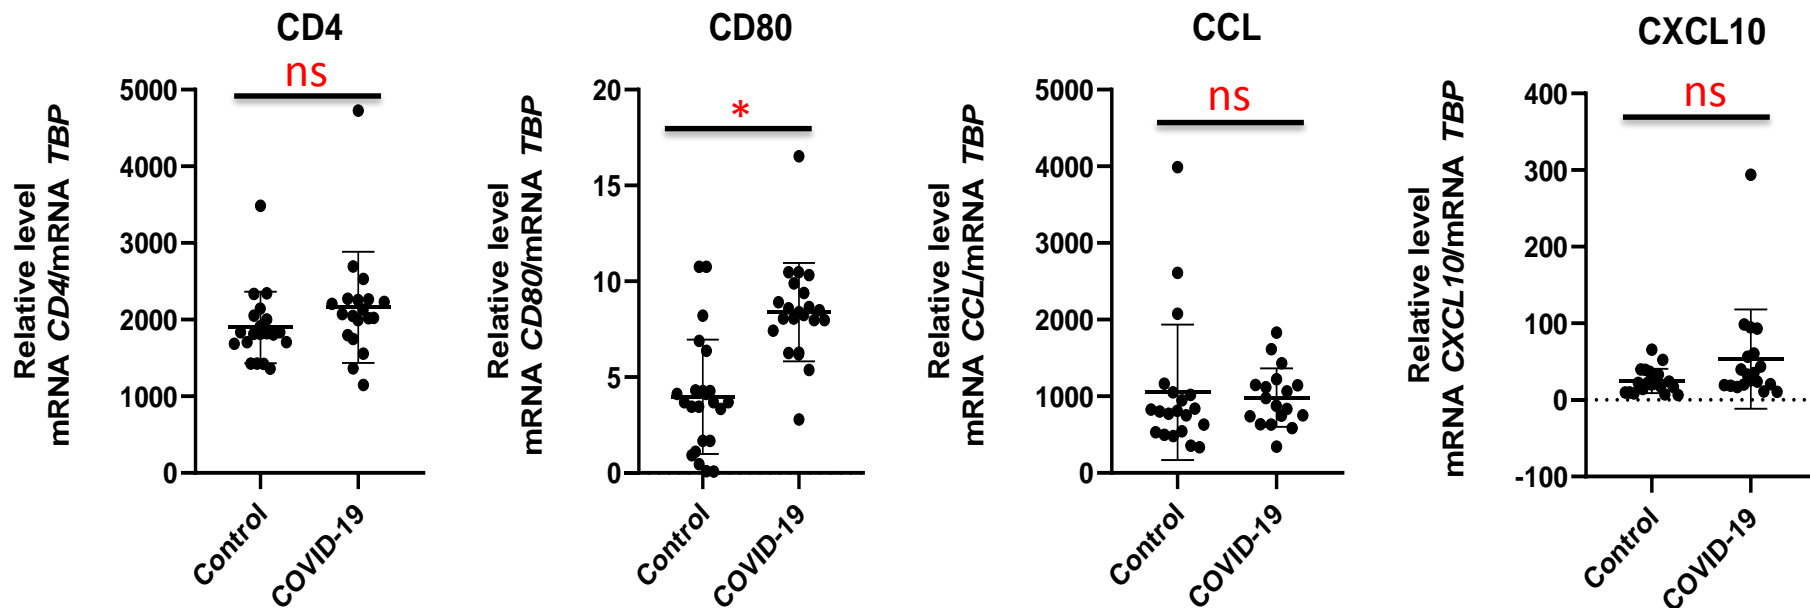 CD4
ns
Relative level
mRNA CD4/mRNA TBP
5000
4000
3000
2000
1000
0
Control
COVID-19
CD80
*
Relative level
mRNA CD80/mRNA TBP
20
15
10
5
0
Control
COVID-19
CCL
ns
Relative level
mRNA CCL/mRNA TBP
5000
4000
3000
2000
1000
0
Control
COVID-19
CXCL10
ns
Relative level
mRNA CXCL10/mRNA TBP
400
300
200
100
0
-100
Control
COVID-19